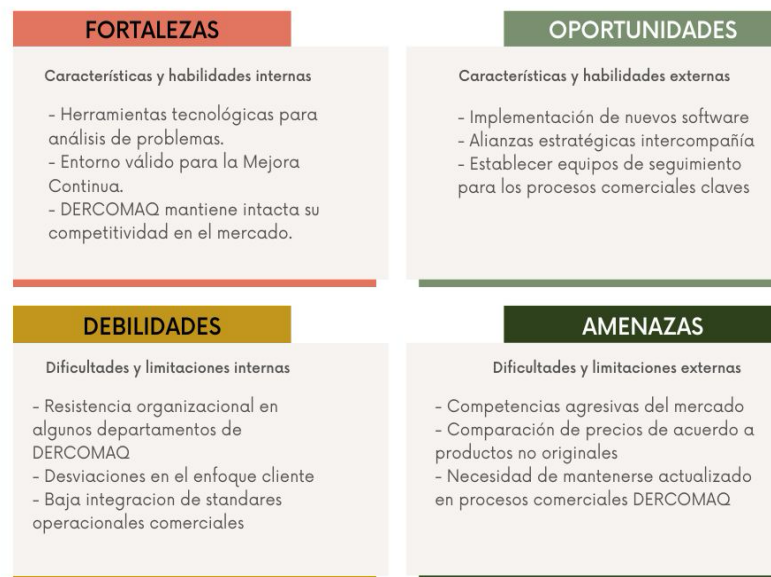 FORTALEZAS
Características y habilidades internas
- Herramientas tecnológicas para
análisis de problemas.
- Entorno válido para la Mejora
Continua.
- DERCOMAQ mantiene intacta su
competitividad en el mercado.
OPORTUNIDADES
Características y habilidades externas
- Implementación de nuevos software
- Alianzas estratégicas intercompañía
- Establecer equipos de seguimiento
para los procesos comerciales claves
DEBILIDADES
Dificultades y limitaciones internas
- Resistencia organizacional en
algunos departamentos de
DERCOMAQ
- Desviaciones en el enfoque cliente
- Baja integracion de standares
operacionales comerciales
AMENAZAS
Dificultades y limitaciones externas
- Competencias agresivas del mercado
- Comparación de precios de acuerdo a
productos no originales
- Necesidad de mantenerse actualizado
en procesos comerciales DERCOMAQ